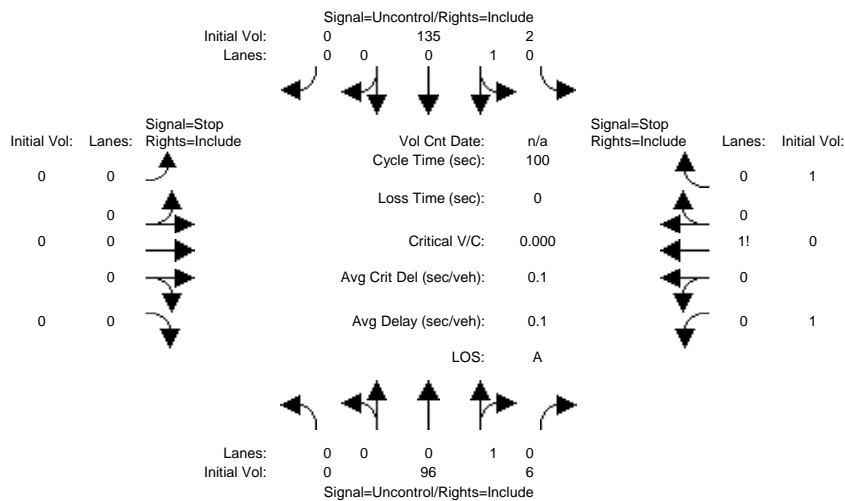 Signal=Uncontrol/Rights=Include
Initial Vol: 0 135 2
Lanes: 0 0 0 1 0
Signal=Stop Signal=Stop
Initial Vol: Lanes: Rights=Include Vol Cnt Date: n/a Rights=Include Lanes: Initial Vol:
Cycle Time (sec): 100
0 0 0 1
Loss Time (sec): 0
0 0
0 0 Critical V/C: 0.000 1! 0
0 Avg Crit Del (sec/veh): 0.1 0
0 0 Avg Delay (sec/veh): 0.1 0 1
LOS: A
Lanes: 0 0 0 1 0
Initial Vol: 0 96 6
Signal=Uncontrol/Rights=Include